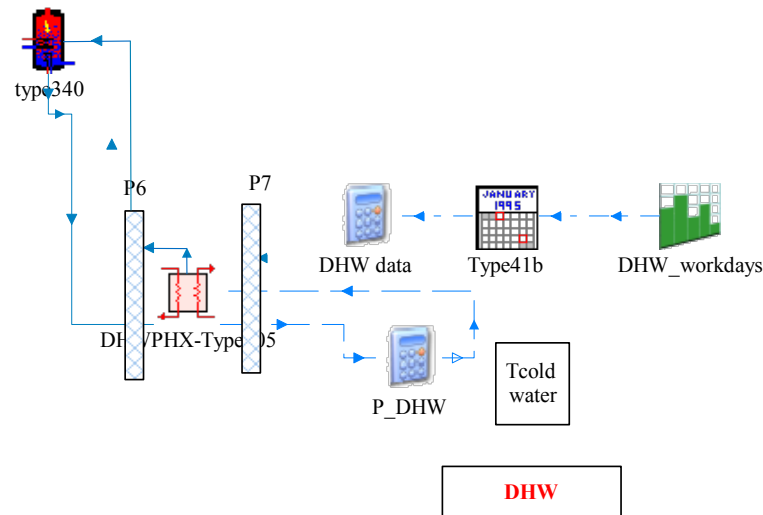 type340
P6
P7
JANUARY
1995
DHW data
Type41b
DHW_workdays
P_DHW
Tcold
water
DHW